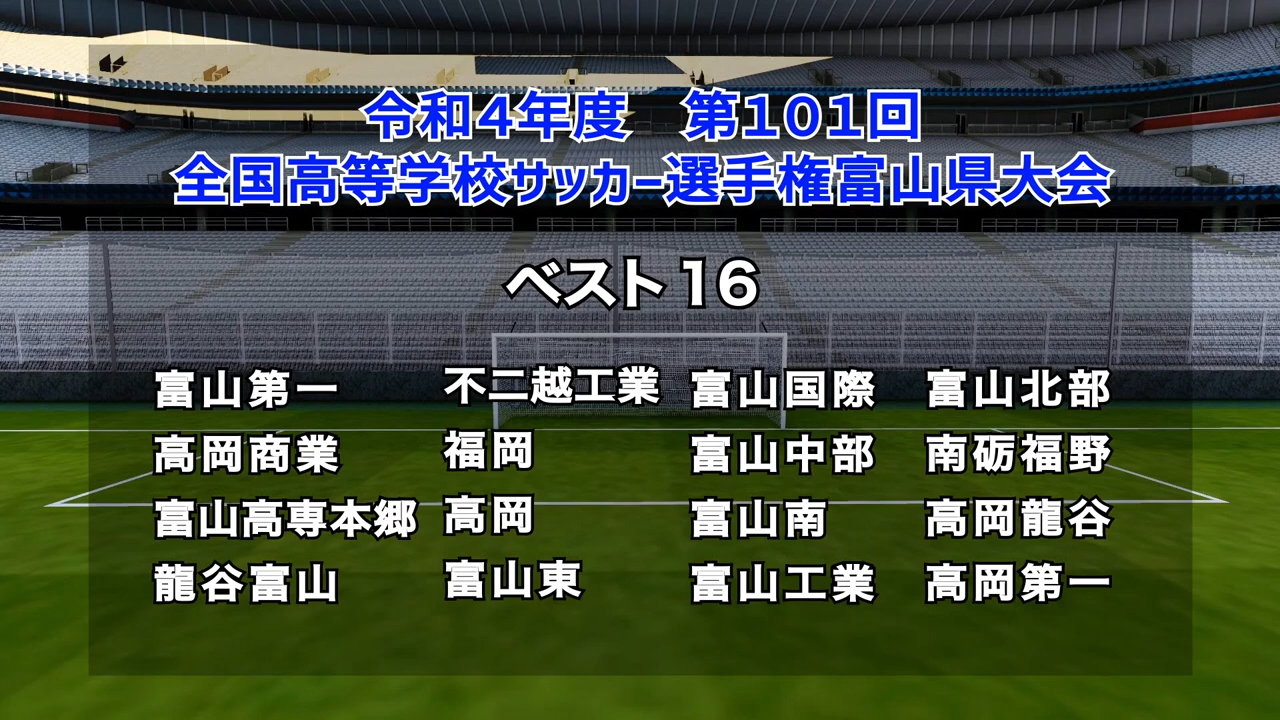 令和4年度　第101回
全国高等学校サッカー選手権富山県大会
ベスト16
富山第一　不二越工業　富山国際　富山北部
高岡商業　福岡　富山中部　南砺福野
富山高専本郷　高岡　富山南　高岡龍谷
龍谷富山　富山東　富山工業　高岡第一